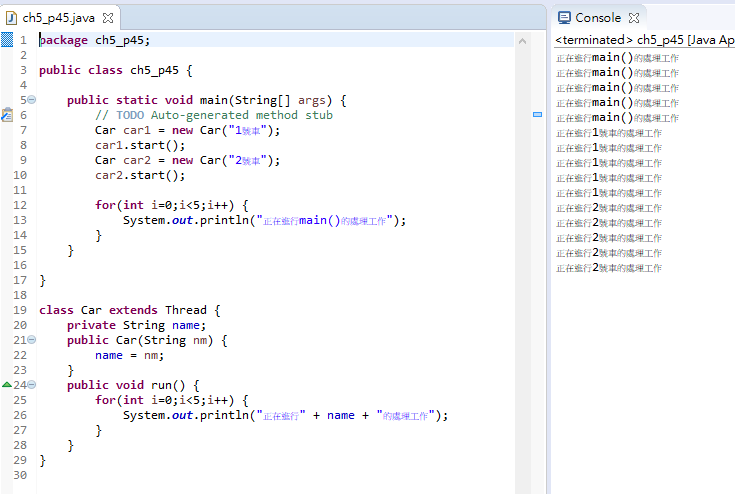 ch5_p45.java
1 package ch5_p45;
2
3 public class ch5_p45 {
4
5 public static void main(String[] args) {
6 // TODO Auto-generated method stub
7 Car car1 = new Car("1號車");
8 car1.start();
9 Car car2 = new Car("2號車");
10 car2.start();
11
12 for(int i=0;i<5;i++) {
13 System.out.println("正在進行main()的處理工作");
14 }
15 }
16
17 }
18
19 class Car extends Thread {
20 private String name;
21 public Car(String nm) {
22 name = nm;
23 }
24 public void run() {
25 for(int i=0;i<5;i++) {
26 System.out.println("正在進行" + name + "的處理工作");
27 }
28 }
29 }
30
Console
<terminated> ch5_p45 [Java Ap
正在進行main()的處理工作
正在進行main()的處理工作
正在進行main()的處理工作
正在進行main()的處理工作
正在進行main()的處理工作
正在進行1號車的處理工作
正在進行1號車的處理工作
正在進行1號車的處理工作
正在進行1號車的處理工作
正在進行1號車的處理工作
正在進行2號車的處理工作
正在進行2號車的處理工作
正在進行2號車的處理工作
正在進行2號車的處理工作
正在進行2號車的處理工作